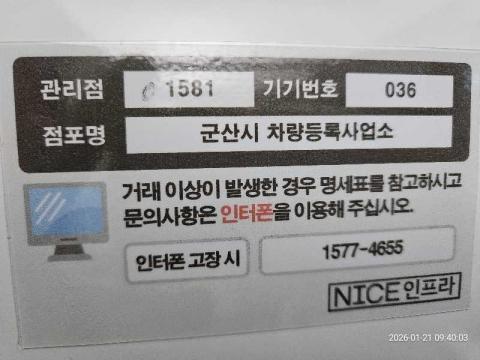 관리점 1581 기기번호 036
점포명 군산시 차량등록사업소
거래 이상이 발생한 경우 명세표를 참고하시고
문의사항은 인터폰을 이용해 주십시오.
인터폰 고장 시 1577-4655
NICE인프라
2026-01-21 09:40:03